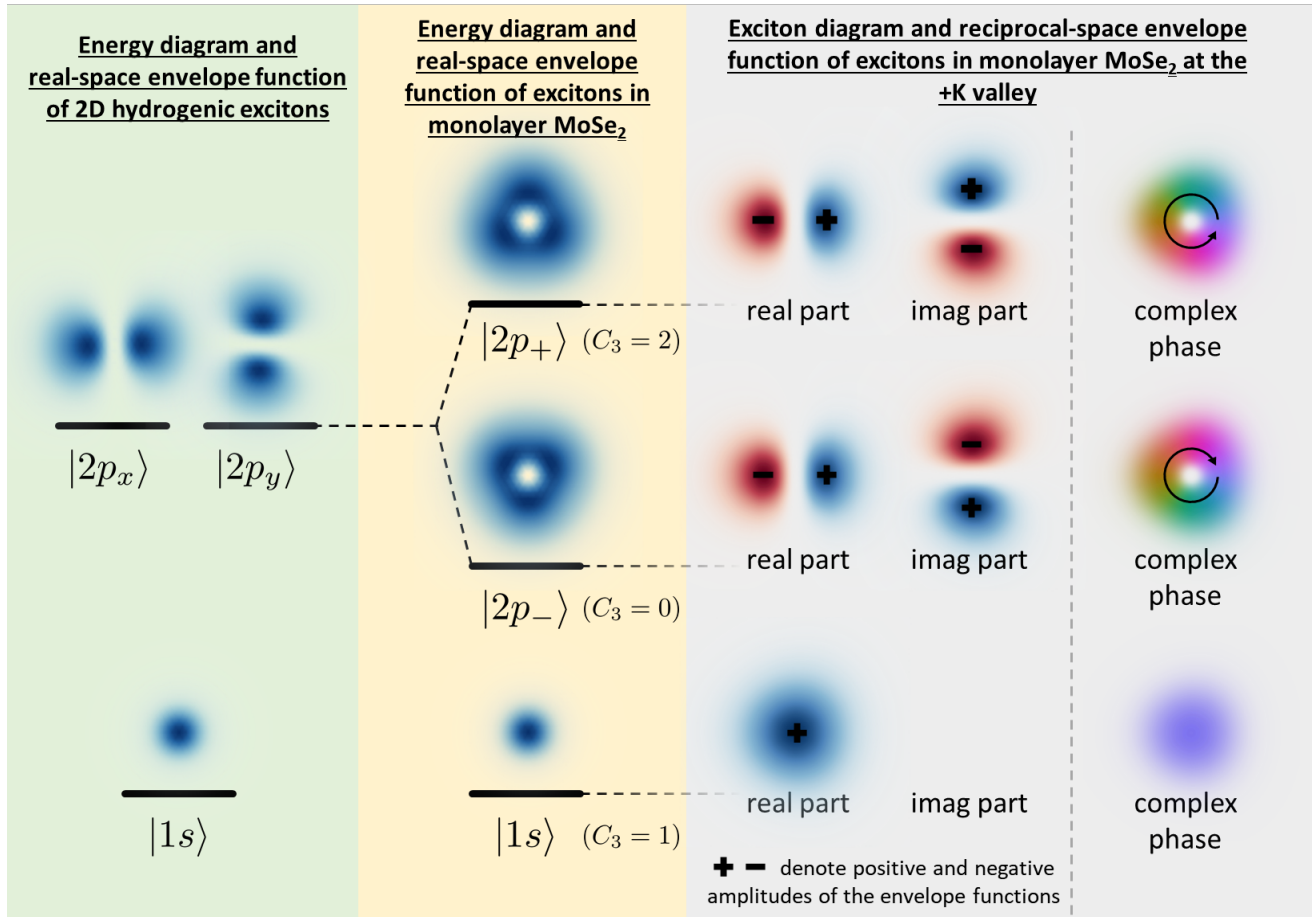 Energy diagram and
real-space envelope function
of 2D hydrogenic excitons
|2pₓ⟩
|2p_y⟩
|1s⟩
Energy diagram and
real-space envelope
function of excitons in
monolayer MoSe₂
|2p₊⟩ (C₃ = 2)
|2p₋⟩ (C₃ = 0)
|1s⟩ (C₃ = 1)
Exciton diagram and reciprocal-space envelope
function of excitons in monolayer MoSe₂ at the
+K valley
− +
+
−
real part
imag part
complex
phase
− +
−
+
real part
imag part
complex
phase
+
real part
imag part
complex
phase
+ − denote positive and negative
amplitudes of the envelope functions